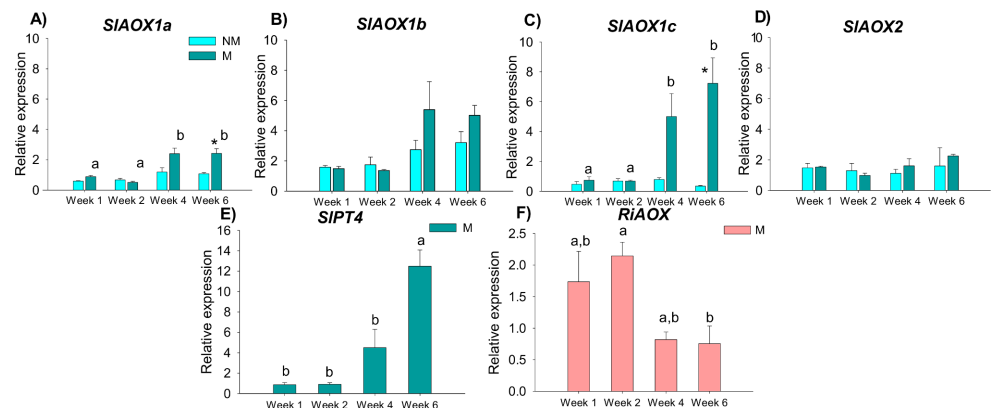 A) SlAOX1a
Relative expression
10
8
6
4
2
0
NM
M
a
a
b
* b
Week 1 Week 2 Week 4 Week 6
B) SlAOX1b
Relative expression
10
8
6
4
2
0
Week 1 Week 2 Week 4 Week 6
C) SlAOX1c
Relative expression
10
8
6
4
2
0
a
a
b
* b
Week 1 Week 2 Week 4 Week 6
D) SlAOX2
Relative expression
10
8
6
4
2
0
Week 1 Week 2 Week 4 Week 6
E) SlPT4
Relative expression
16
14
12
10
8
6
4
2
0
M
b
b
b
a
Week 1 Week 2 Week 4 Week 6
F) RiAOX
Relative expression
2.5
2.0
1.5
1.0
0.5
0.0
M
a,b
a
a,b
b
Week 1 Week 2 Week 4 Week 6